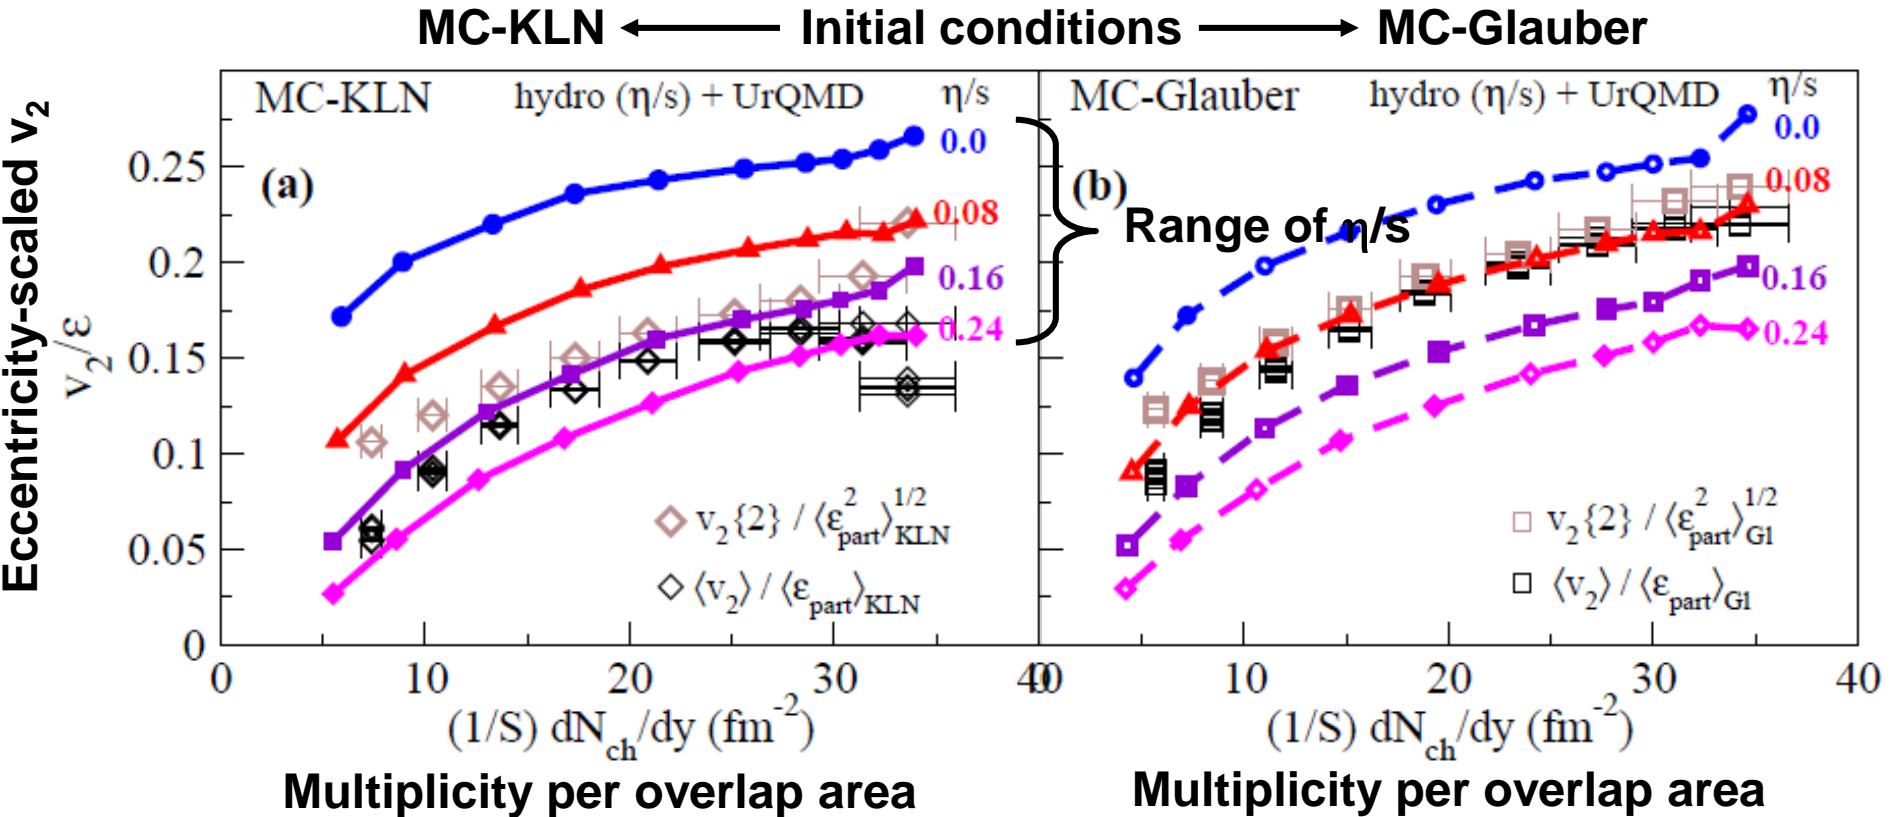 MC-KLN ← Initial conditions → MC-Glauber
MC-KLN hydro (η/s) + UrQMD η/s
0.0
(a)
0.08
0.16
0.24
v₂{2} / ⟨ε²part⟩¹ᐟ²KLN
⟨v₂⟩ / ⟨εpart⟩KLN
Range of η/s
MC-Glauber hydro (η/s) + UrQMD η/s
0.0
(b)
0.08
0.16
0.24
v₂{2} / ⟨ε²part⟩¹ᐟ²Gl
⟨v₂⟩ / ⟨εpart⟩Gl
Eccentricity-scaled v₂
v₂/ε
0.25
0.2
0.15
0.1
0.05
0
0 10 20 30 40
0 10 20 30 40
(1/S) dNch/dy (fm⁻²)
(1/S) dNch/dy (fm⁻²)
Multiplicity per overlap area
Multiplicity per overlap area